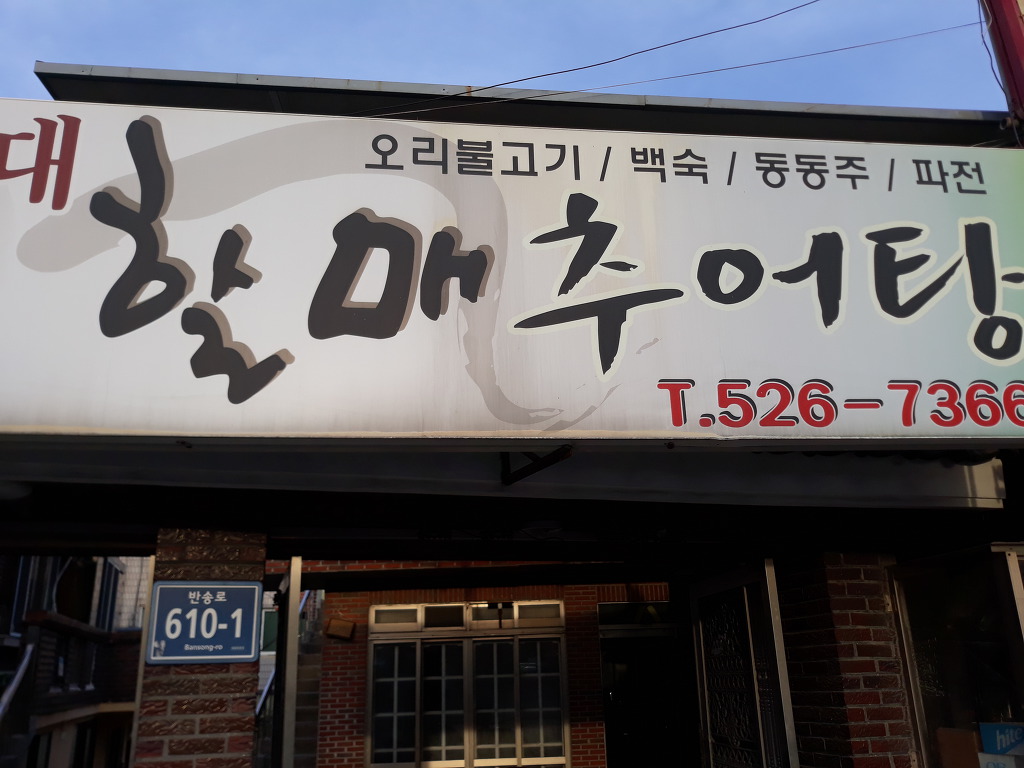 오리불고기 / 백숙 / 동동주 / 파전
대 할매 추어탕
T.526-7366
반송로
610-1
Bansong-ro
hite